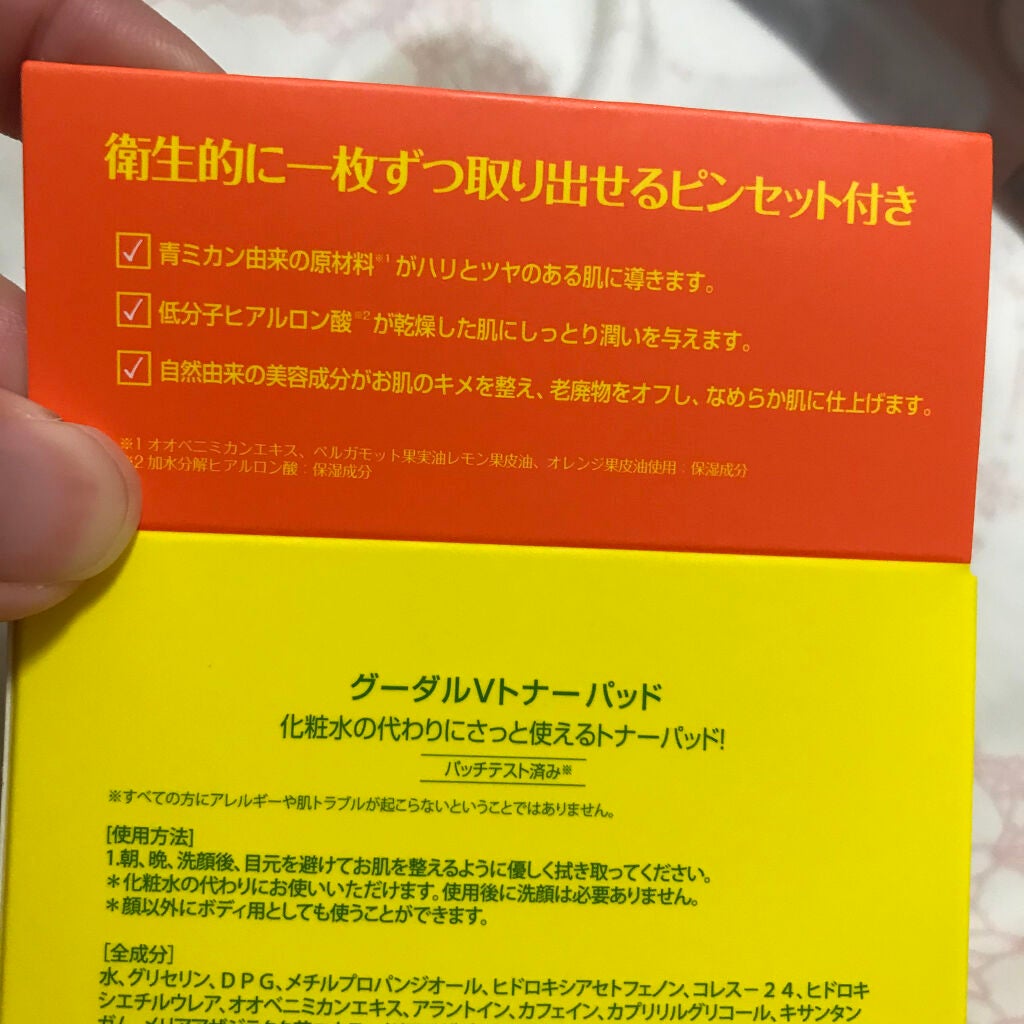 衛生的に一枚ずつ取り出せるピンセット付き
✓ 青ミカン由来の原材料※1がハリとツヤのある肌に導きます。
✓ 低分子ヒアルロン酸※2が乾燥した肌にしっとり潤いを与えます。
✓ 自然由来の美容成分がお肌のキメを整え、老廃物をオフし、なめらか肌に仕上げます。
※1 オオベニミカンエキス、ベルガモット果実油レモン果皮油、オレンジ果皮油使用：保湿成分
※2 加水分解ヒアルロン酸：保湿成分
グーダルVトナーパッド
化粧水の代わりにさっと使えるトナーパッド!
パッチテスト済み※
※すべての方にアレルギーや肌トラブルが起こらないということではありません。
[使用方法]
1.朝、晩、洗顔後、目元を避けてお肌を整えるように優しく拭き取ってください。
＊化粧水の代わりにお使いいただけます。使用後に洗顔は必要ありません。
＊顔以外にボディ用としても使うことができます。
[全成分]
水、グリセリン、DPG、メチルプロパンジオール、ヒドロキシアセトフェノン、コレス－24、ヒドロキ
シエチルウレア、オオベニミカンエキス、アラントイン、カフェイン、カプリリルグリコール、キサンタン